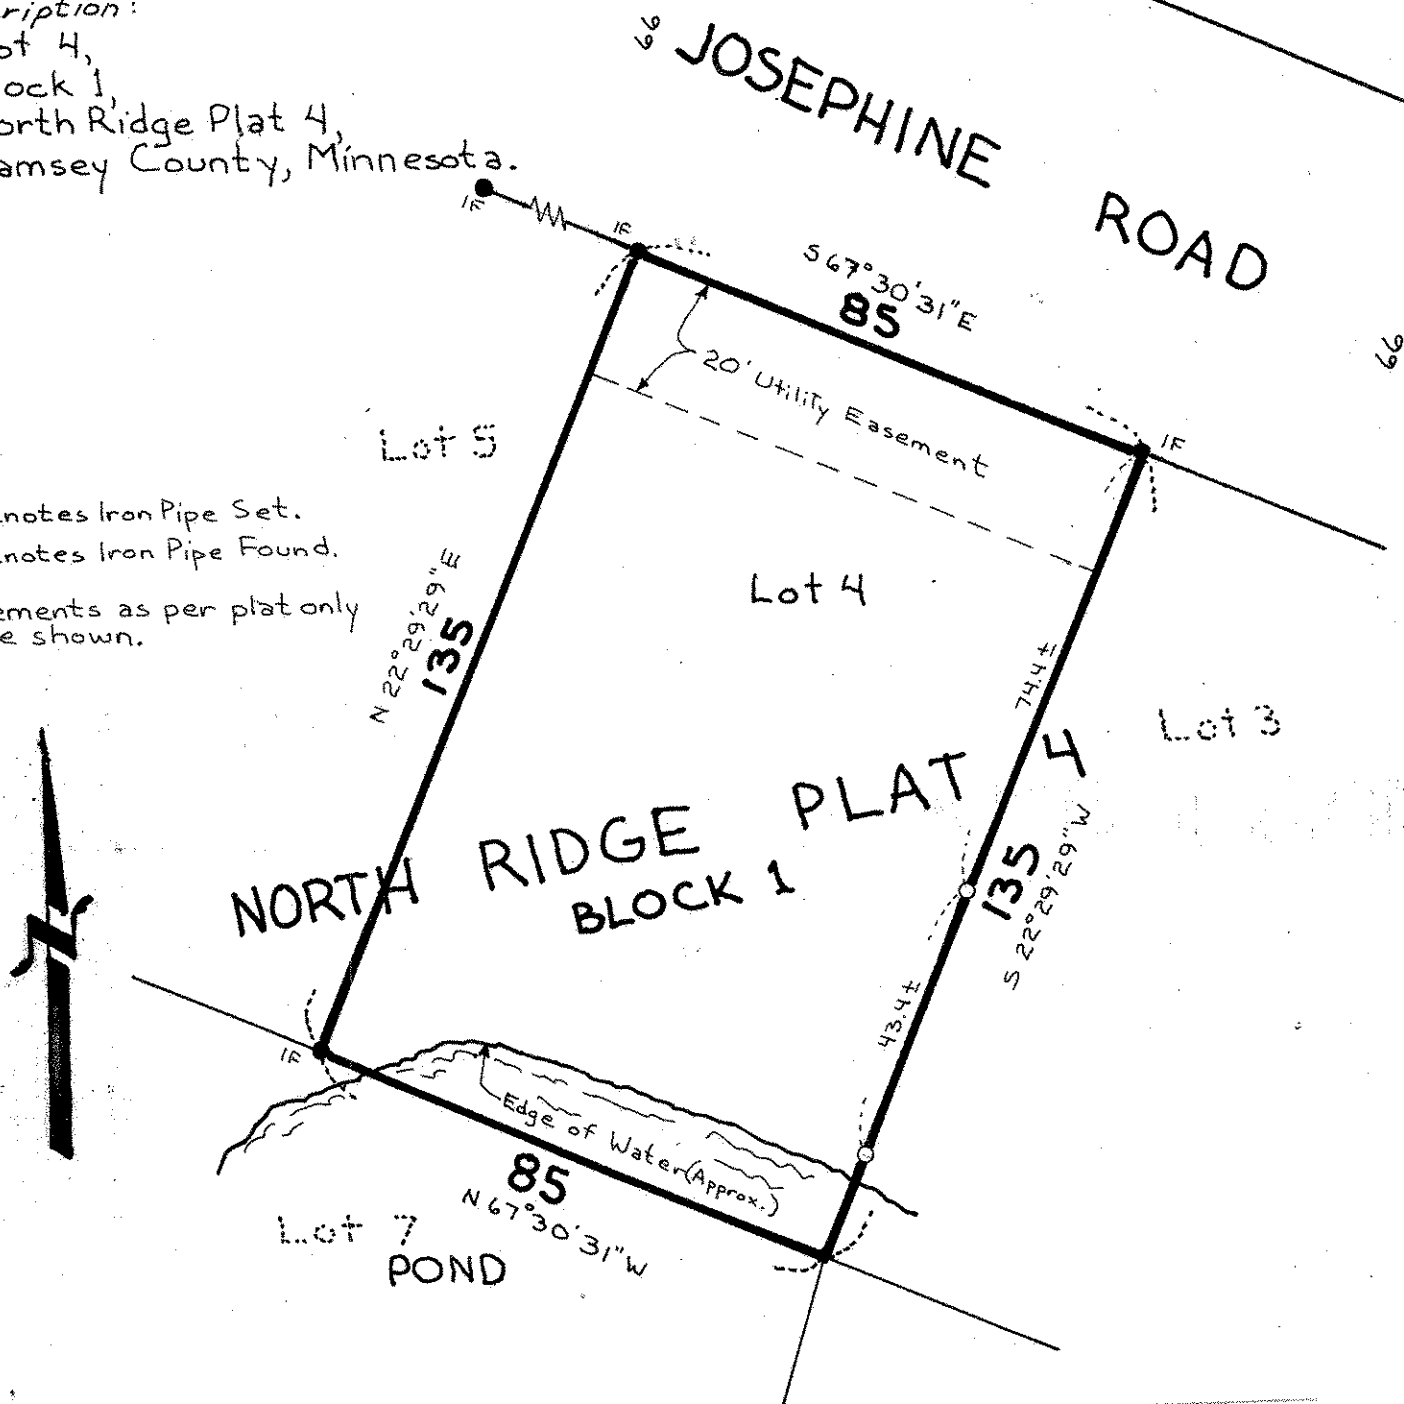 ription:
ot 4,
ock 1,
orth Ridge Plat 4,
amsey County, Minnesota.
66
JOSEPHINE ROAD
66
IF
IF
S 67°30'31"E
85
IF
20' Utility Easement
Lot 5
notes Iron Pipe Set.
notes Iron Pipe Found.
ements as per plat only
e shown.
Lot 4
N 22°29'29"E
135
74.4±
Lot 3
NORTH RIDGE PLAT 4
BLOCK 1
135
S 22°29'29"W
43.4±
IF
Edge of Water (Approx.)
85
N 67°30'31"W
Lot 7
POND